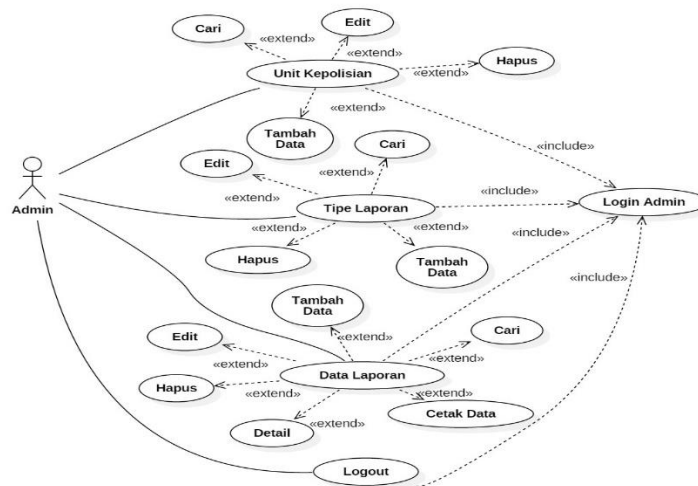 Cari
Edit
«extend»
«extend»
Unit Kepolisian
«extend»
Hapus
«extend»
Tambah
Data
Cari
«include»
Edit
«extend»
Admin
«extend»
Tipe Laporan
«include»
Login Admin
«extend»
«extend»
«include»
Hapus
Tambah
Data
«include»
Tambah
Data
Cari
Edit
«extend»
«extend»
«extend»
Data Laporan
Hapus
«extend»
«extend»
Cetak Data
Detail
«extend»
Logout